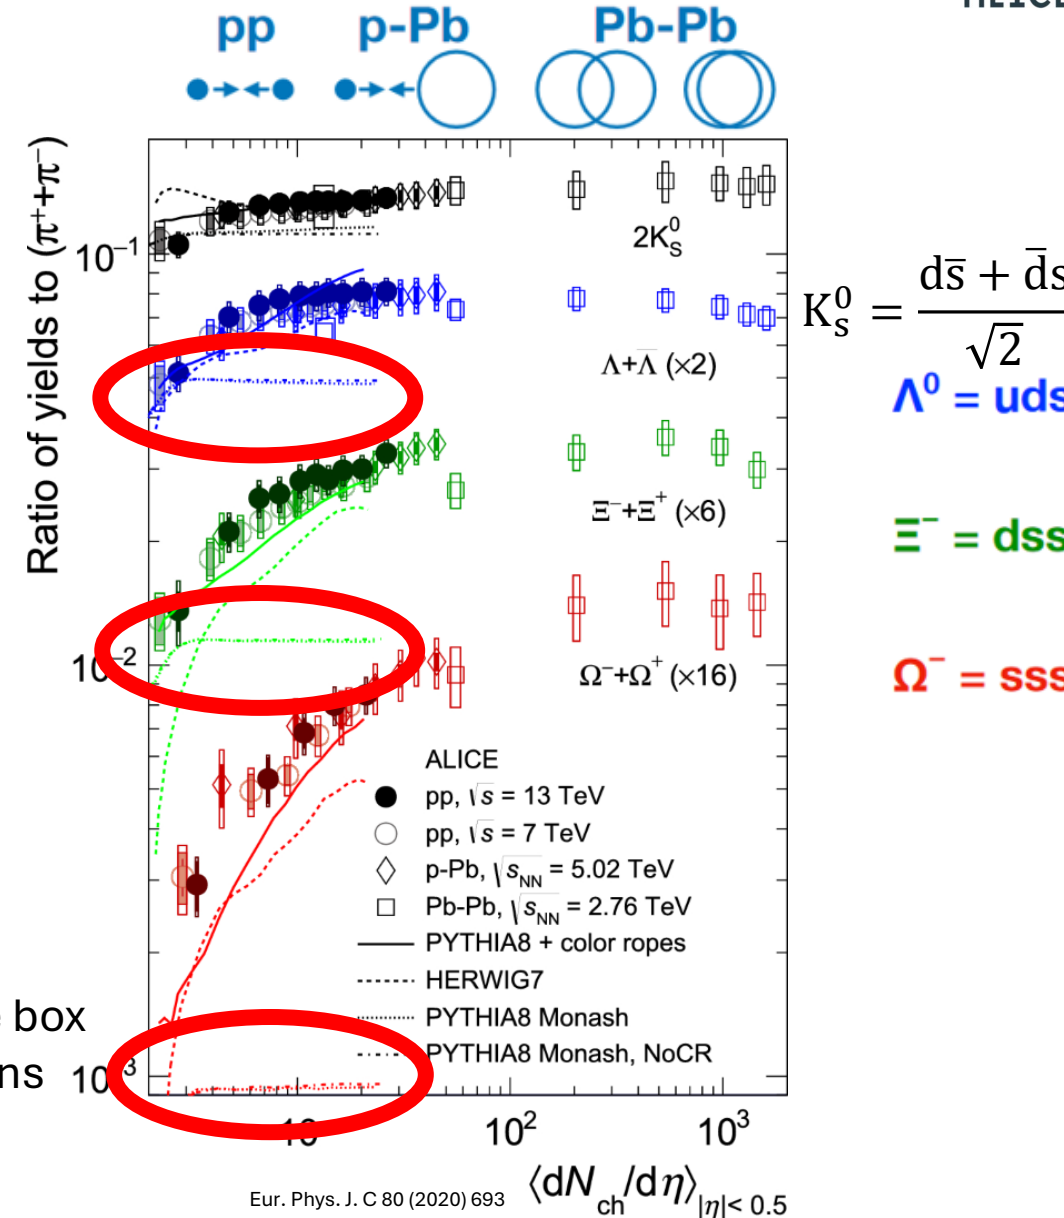 pp p-Pb Pb-Pb
Ratio of yields to (π⁺+π⁻)
10⁻¹
10⁻²
2K⁰S
Λ+Λ̅ (×2)
Ξ⁻+Ξ̅⁺ (×6)
Ω⁻+Ω̅⁺ (×16)
K⁰s = (ds̄ + d̄s)/√2
Λ⁰ = uds
Ξ⁻ = dss
Ω⁻ = sss
ALICE
pp, √s = 13 TeV
pp, √s = 7 TeV
p-Pb, √sNN = 5.02 TeV
Pb-Pb, √sNN = 2.76 TeV
PYTHIA8 + color ropes
HERWIG7
PYTHIA8 Monash
PYTHIA8 Monash, NoCR
box
10 10² 10³
⟨dNch/dη⟩|η|< 0.5
Eur. Phys. J. C 80 (2020) 693